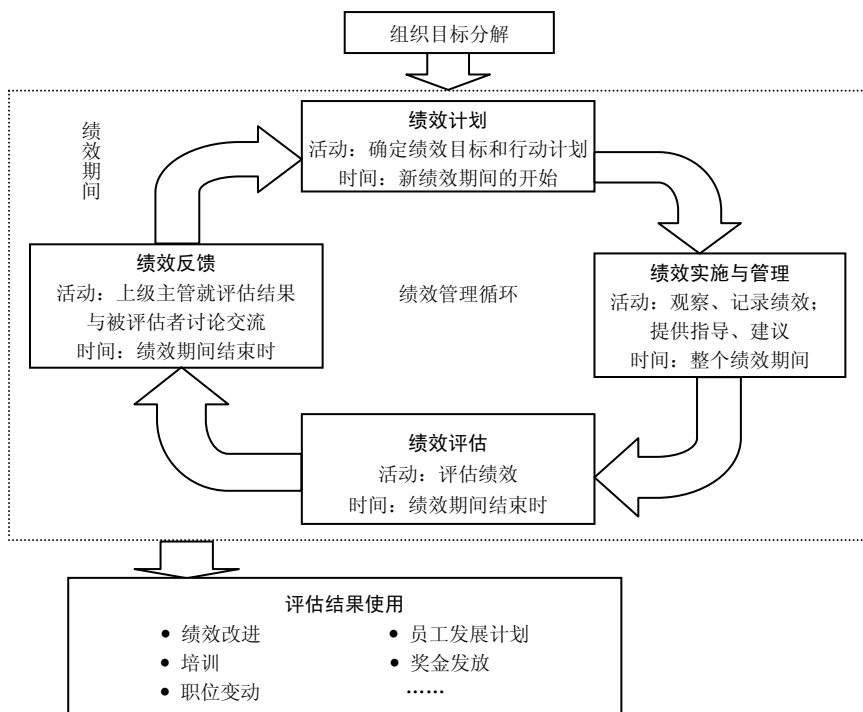 组织目标分解
绩效期间
绩效计划
活动：确定绩效目标和行动计划
时间：新绩效期间的开始
绩效反馈
活动：上级主管就评估结果
与被评估者讨论交流
时间：绩效期间结束时
绩效管理循环
绩效实施与管理
活动：观察、记录绩效；
提供指导、建议
时间：整个绩效期间
绩效评估
活动：评估绩效
时间：绩效期间结束时
评估结果使用
● 绩效改进
● 员工发展计划
● 培训
● 奖金发放
● 职位变动
……